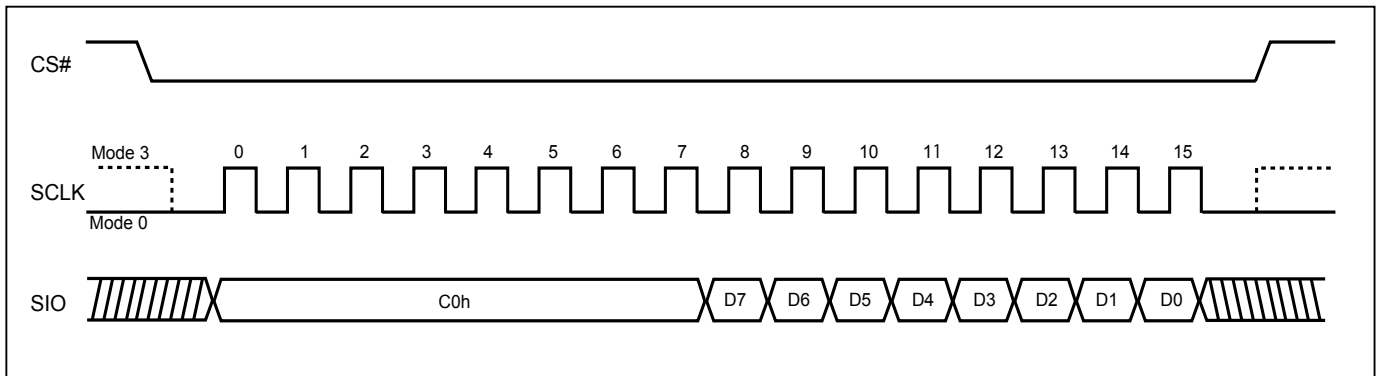 CS#
Mode 3
0 1 2 3 4 5 6 7 8 9 10 11 12 13 14 15
SCLK
Mode 0
SIO
C0h D7 D6 D5 D4 D3 D2 D1 D0